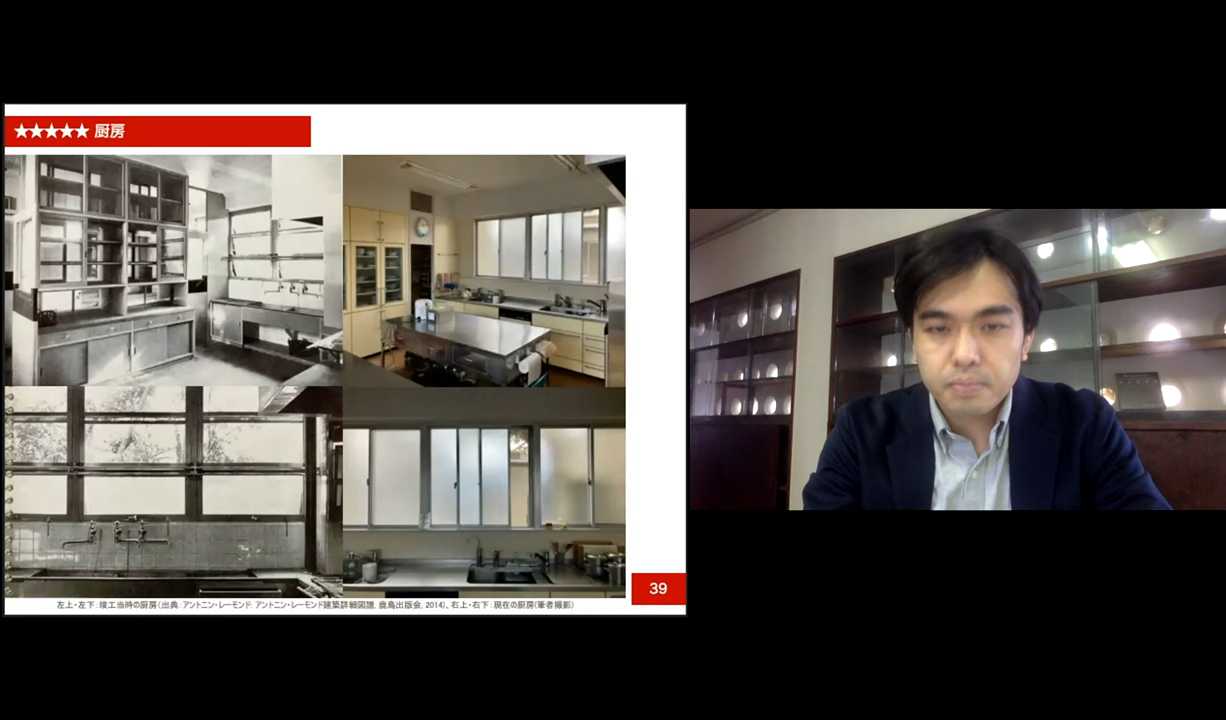 ★★★★★ 厨房
左上・左下：竣工当時の厨房（出典：アントニン・レーモンド: アントニン・レーモンド建築詳細図譜, 鹿島出版会, 2014）、右上・右下：現在の厨房（筆者撮影）
39